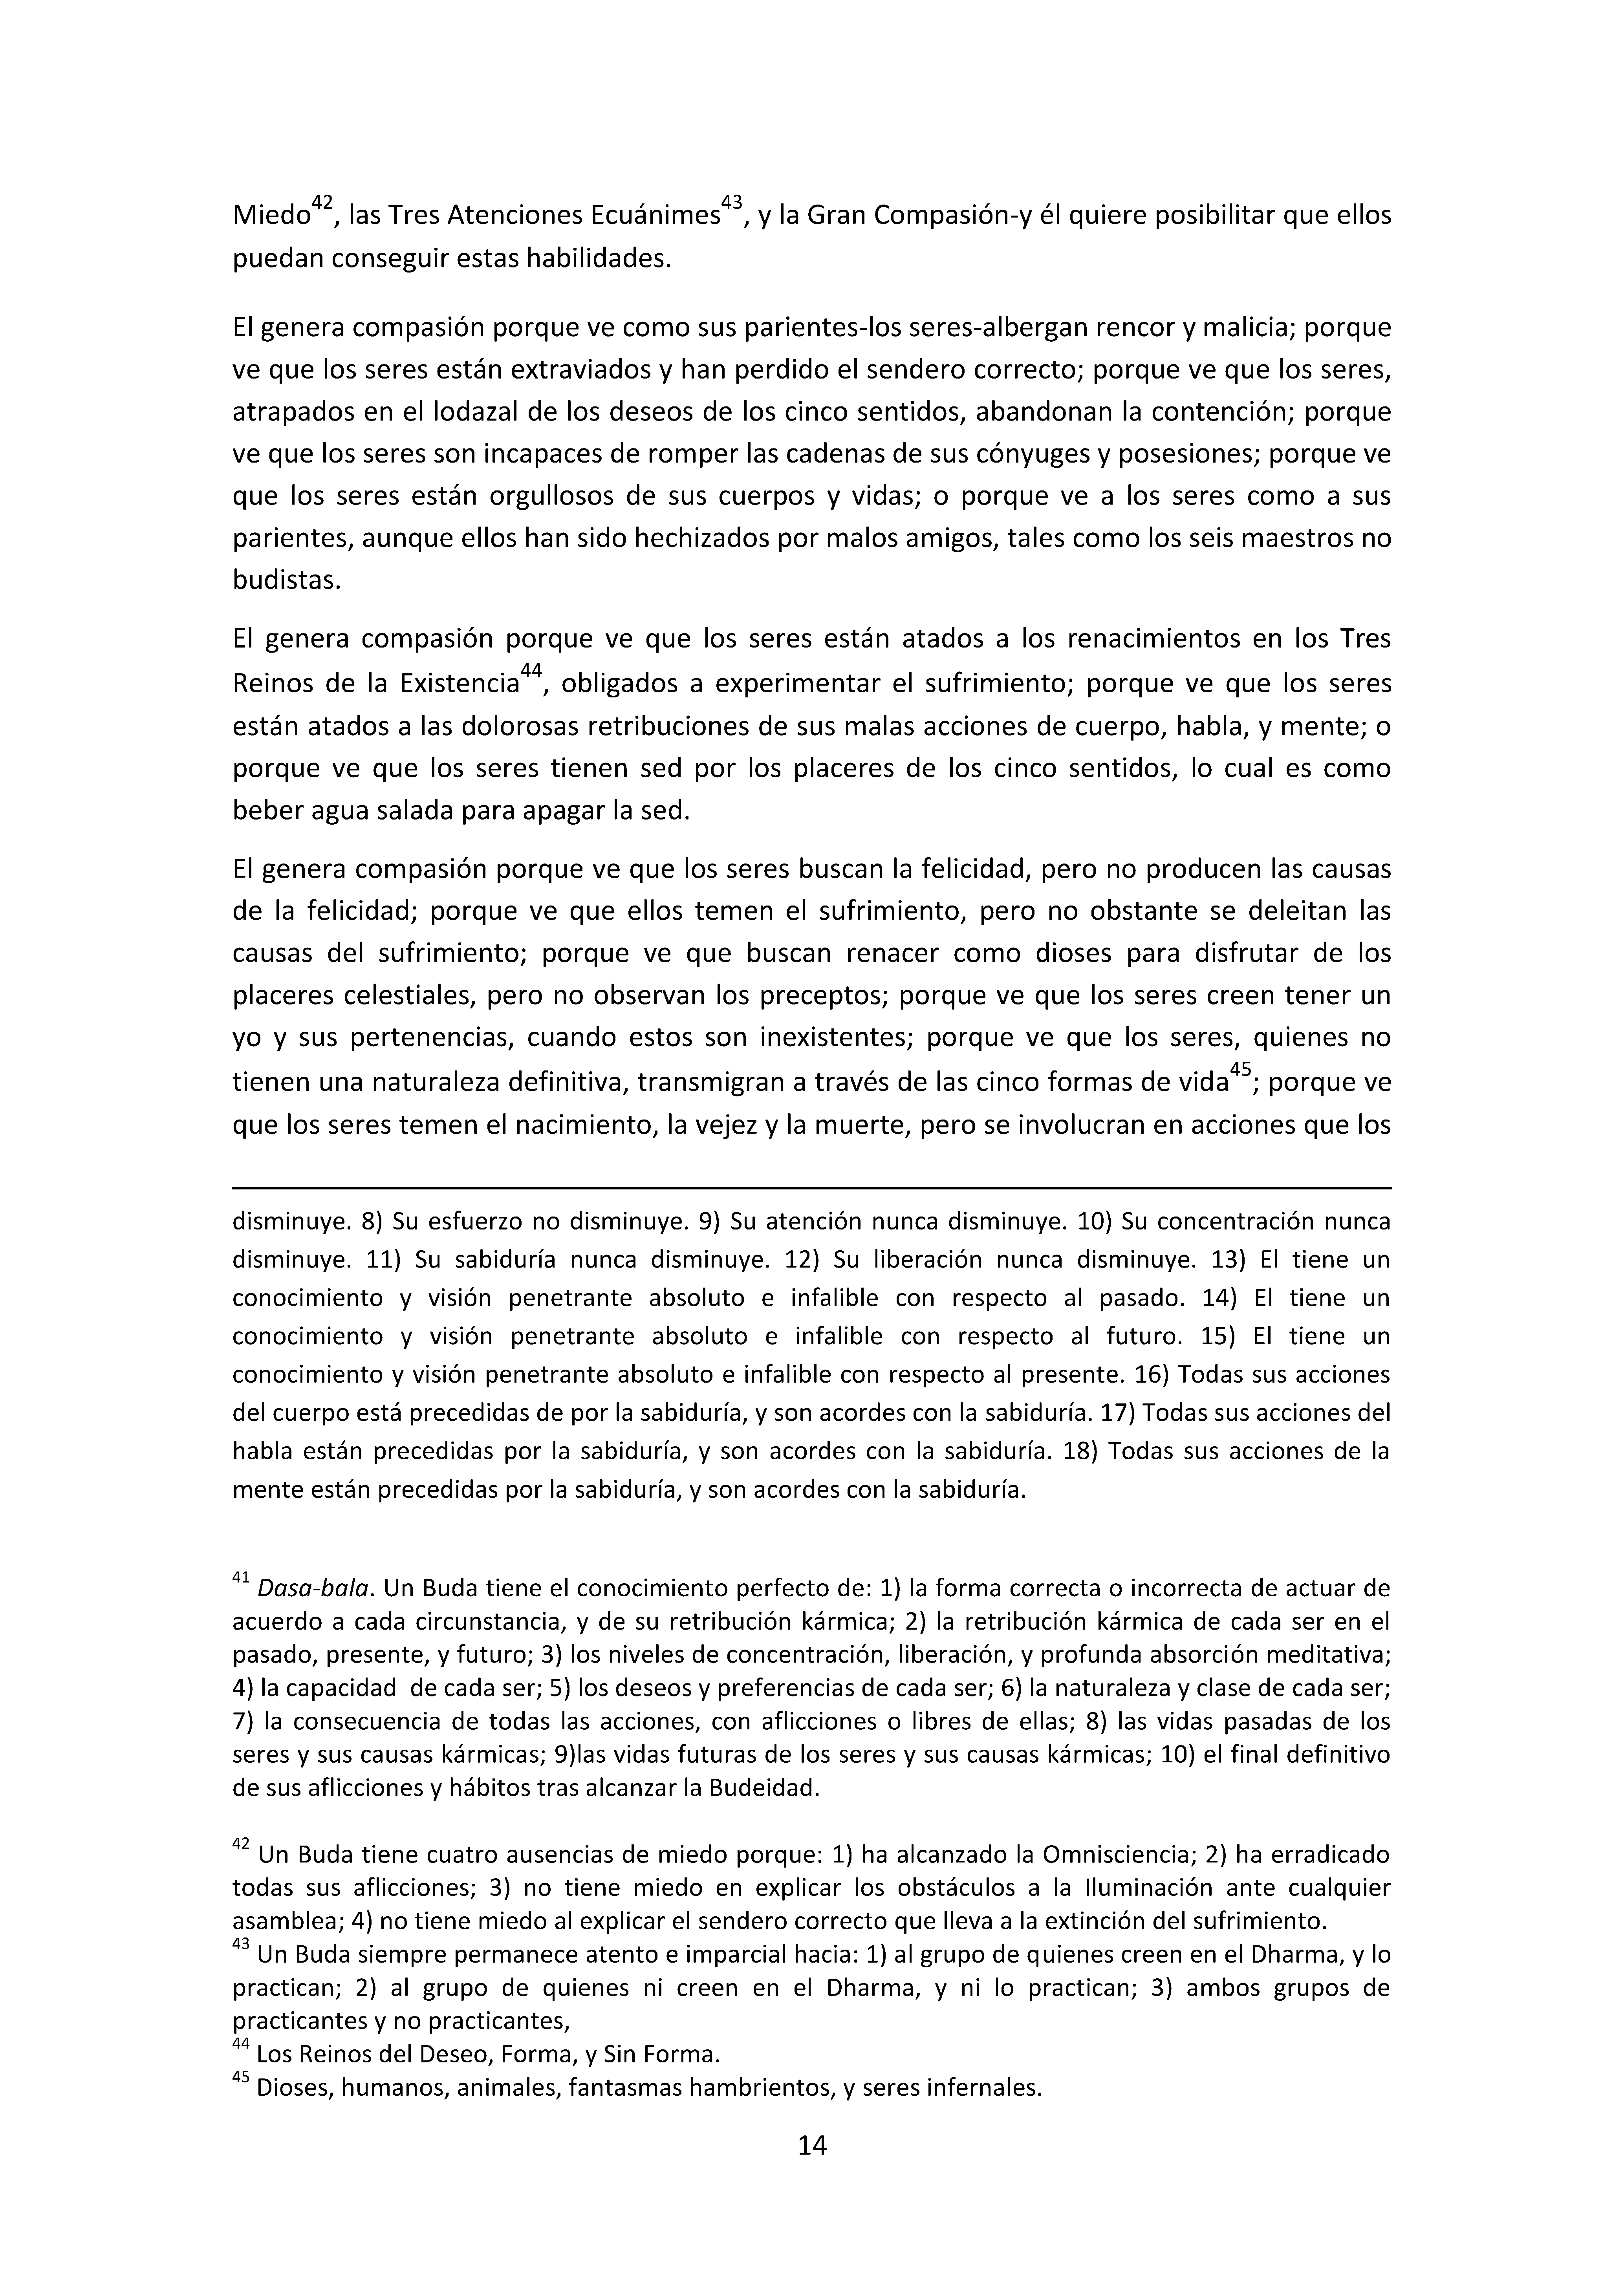 Miedo42, las Tres Atenciones Ecuánimes43, y la Gran Compasión-y él quiere posibilitar que ellos
puedan conseguir estas habilidades.
El genera compasión porque ve como sus parientes-los seres-albergan rencor y malicia; porque
ve que los seres están extraviados y han perdido el sendero correcto; porque ve que los seres,
atrapados en el lodazal de los deseos de los cinco sentidos, abandonan la contención; porque
ve que los seres son incapaces de romper las cadenas de sus cónyuges y posesiones; porque ve
que los seres están orgullosos de sus cuerpos y vidas; o porque ve a los seres como a sus
parientes, aunque ellos han sido hechizados por malos amigos, tales como los seis maestros no
budistas.
El genera compasión porque ve que los seres están atados a los renacimientos en los Tres
Reinos de la Existencia44, obligados a experimentar el sufrimiento; porque ve que los seres
están atados a las dolorosas retribuciones de sus malas acciones de cuerpo, habla, y mente; o
porque ve que los seres tienen sed por los placeres de los cinco sentidos, lo cual es como
beber agua salada para apagar la sed.
El genera compasión porque ve que los seres buscan la felicidad, pero no producen las causas
de la felicidad; porque ve que ellos temen el sufrimiento, pero no obstante se deleitan las
causas del sufrimiento; porque ve que buscan renacer como dioses para disfrutar de los
placeres celestiales, pero no observan los preceptos; porque ve que los seres creen tener un
yo y sus pertenencias, cuando estos son inexistentes; porque ve que los seres, quienes no
tienen una naturaleza definitiva, transmigran a través de las cinco formas de vida45; porque ve
que los seres temen el nacimiento, la vejez y la muerte, pero se involucran en acciones que los
disminuye. 8) Su esfuerzo no disminuye. 9) Su atención nunca disminuye. 10) Su concentración nunca
disminuye. 11) Su sabiduría nunca disminuye. 12) Su liberación nunca disminuye. 13) El tiene un
conocimiento y visión penetrante absoluto e infalible con respecto al pasado. 14) El tiene un
conocimiento y visión penetrante absoluto e infalible con respecto al futuro. 15) El tiene un
conocimiento y visión penetrante absoluto e infalible con respecto al presente. 16) Todas sus acciones
del cuerpo está precedidas de por la sabiduría, y son acordes con la sabiduría. 17) Todas sus acciones del
habla están precedidas por la sabiduría, y son acordes con la sabiduría. 18) Todas sus acciones de la
mente están precedidas por la sabiduría, y son acordes con la sabiduría.
41 Dasa-bala. Un Buda tiene el conocimiento perfecto de: 1) la forma correcta o incorrecta de actuar de
acuerdo a cada circunstancia, y de su retribución kármica; 2) la retribución kármica de cada ser en el
pasado, presente, y futuro; 3) los niveles de concentración, liberación, y profunda absorción meditativa;
4) la capacidad  de cada ser; 5) los deseos y preferencias de cada ser; 6) la naturaleza y clase de cada ser;
7) la consecuencia de todas las acciones, con aflicciones o libres de ellas; 8) las vidas pasadas de los
seres y sus causas kármicas; 9)las vidas futuras de los seres y sus causas kármicas; 10) el final definitivo
de sus aflicciones y hábitos tras alcanzar la Budeidad.
42 Un Buda tiene cuatro ausencias de miedo porque: 1) ha alcanzado la Omnisciencia; 2) ha erradicado
todas sus aflicciones; 3) no tiene miedo en explicar los obstáculos a la Iluminación ante cualquier
asamblea; 4) no tiene miedo al explicar el sendero correcto que lleva a la extinción del sufrimiento.
43 Un Buda siempre permanece atento e imparcial hacia: 1) al grupo de quienes creen en el Dharma, y lo
practican; 2) al grupo de quienes ni creen en el Dharma, y ni lo practican; 3) ambos grupos de
practicantes y no practicantes,
44 Los Reinos del Deseo, Forma, y Sin Forma.
45 Dioses, humanos, animales, fantasmas hambrientos, y seres infernales.
14